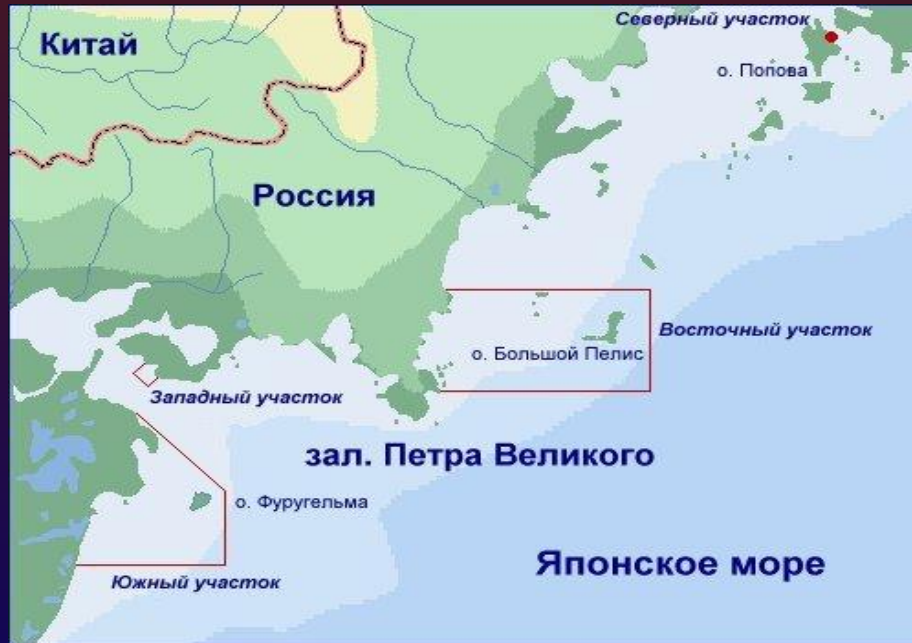 Северный участок
Китай
о. Попова
Россия
Восточный участок
о. Большой Пелис
Западный участок
зал. Петра Великого
о. Фуругельма
Японское море
Южный участок